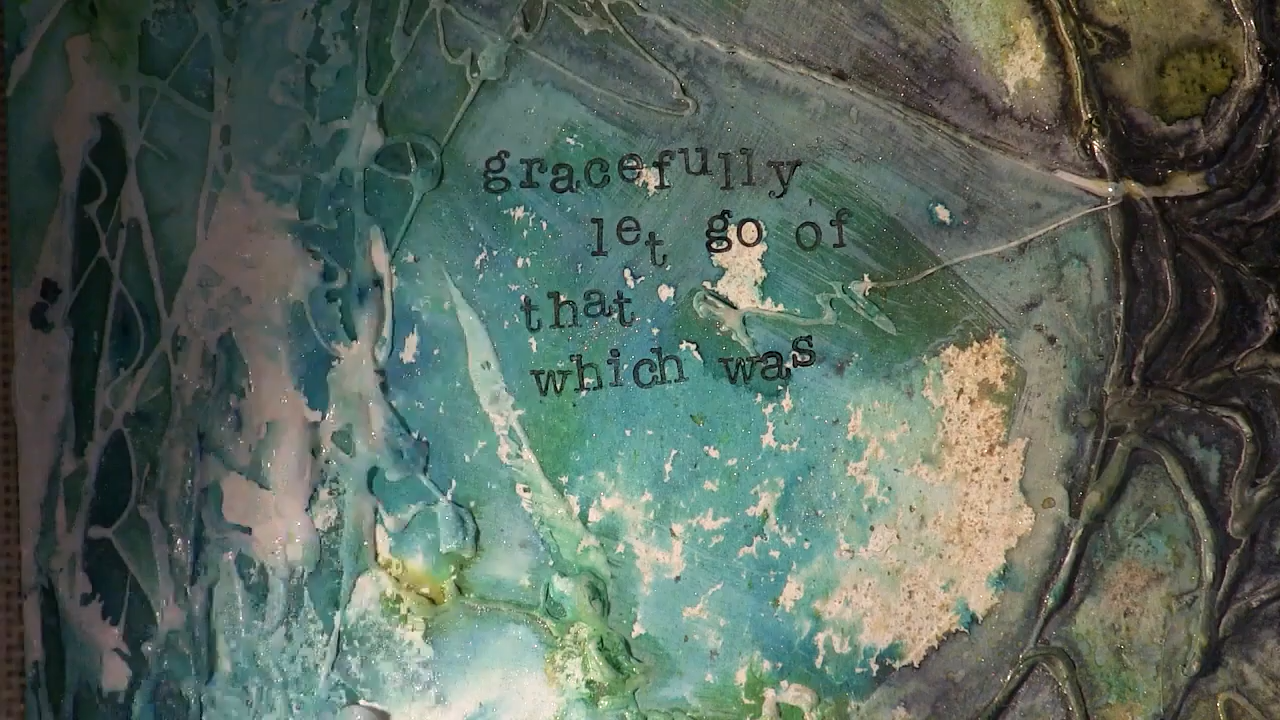 gracefully
let go of
that
which was